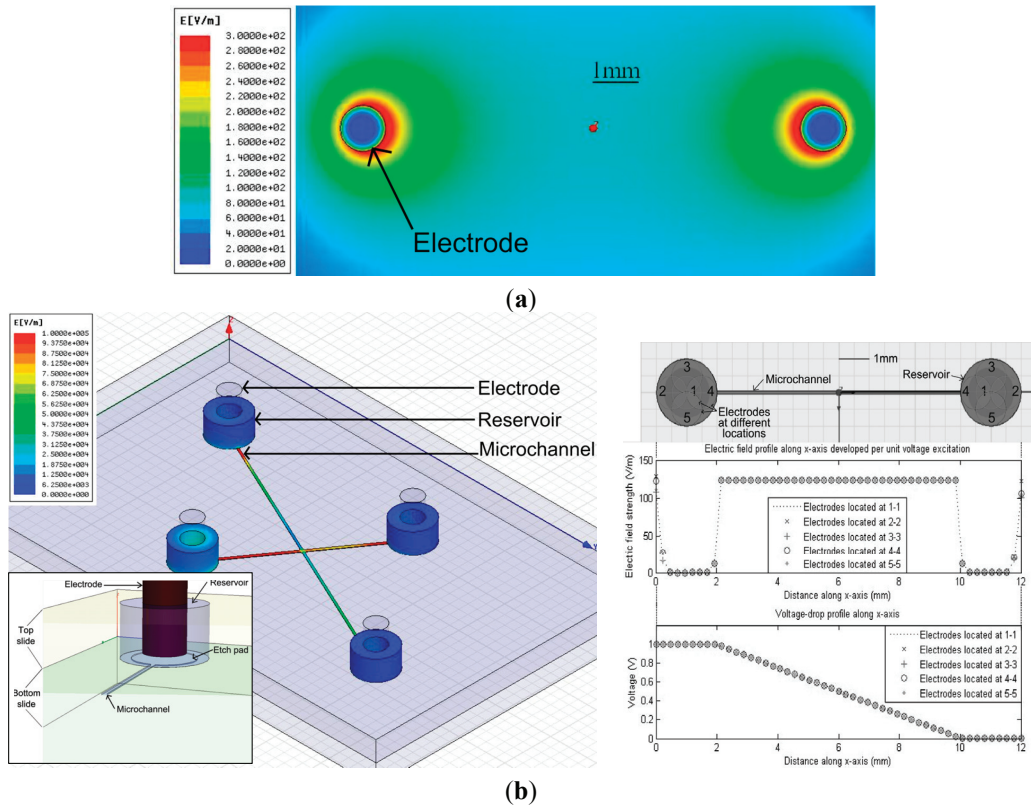 E[V/m]
3.0000e+02
2.8000e+02
2.6000e+02
2.4000e+02
2.2000e+02
2.0000e+02
1.8000e+02
1.6000e+02
1.4000e+02
1.2000e+02
1.0000e+02
8.0000e+01
6.0000e+01
4.0000e+01
2.0000e+01
0.0000e+00
1mm
Electrode
(a)
E[V/m]
1.0000e+005
9.3750e+004
8.7500e+004
8.1250e+004
7.5000e+004
6.8750e+004
6.2500e+004
5.6250e+004
5.0000e+004
4.3750e+004
3.7500e+004
3.1250e+004
2.5000e+004
1.8750e+004
1.2500e+004
6.2500e+003
0.0000e+000
Z
Electrode
Reservoir
Microchannel
Y
Electrode
Reservoir
Top slide
Etch pad
Bottom slide
Microchannel
1mm
Microchannel
Reservoir
3
2 1 4
5
3
4 1 2
5
Electrodes at different locations
Electric field profile along x-axis developed per unit voltage excitation
Electric field strength (V/m)
150
100
50
0
Electrodes located at 1-1
Electrodes located at 2-2
Electrodes located at 3-3
Electrodes located at 4-4
Electrodes located at 5-5
0 2 4 6 8 10 12
Distance along x-axis (mm)
Voltage-drop profile along x-axis
Voltage (V)
1
0.8
0.6
0.4
0.2
0
Electrodes located at 1-1
Electrodes located at 2-2
Electrodes located at 3-3
Electrodes located at 4-4
Electrodes located at 5-5
0 2 4 6 8 10 12
Distance along x-axis (mm)
(b)